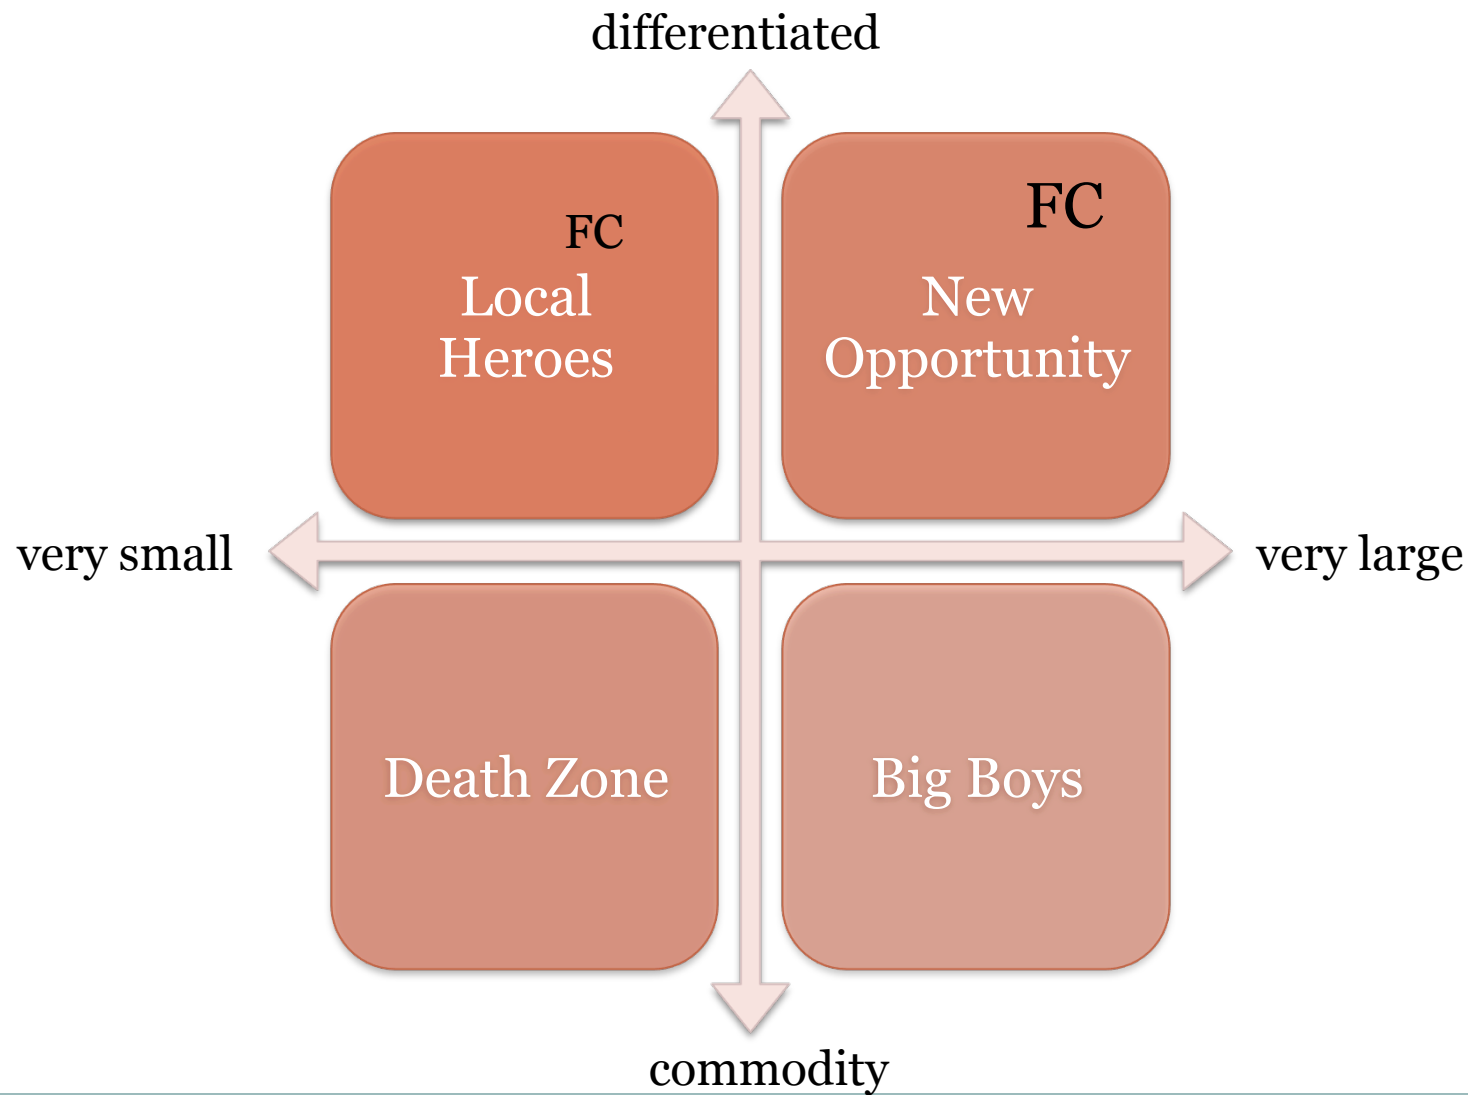 differentiated
FC
Local
Heroes
FC
New
Opportunity
very small
very large
Death Zone
Big Boys
commodity